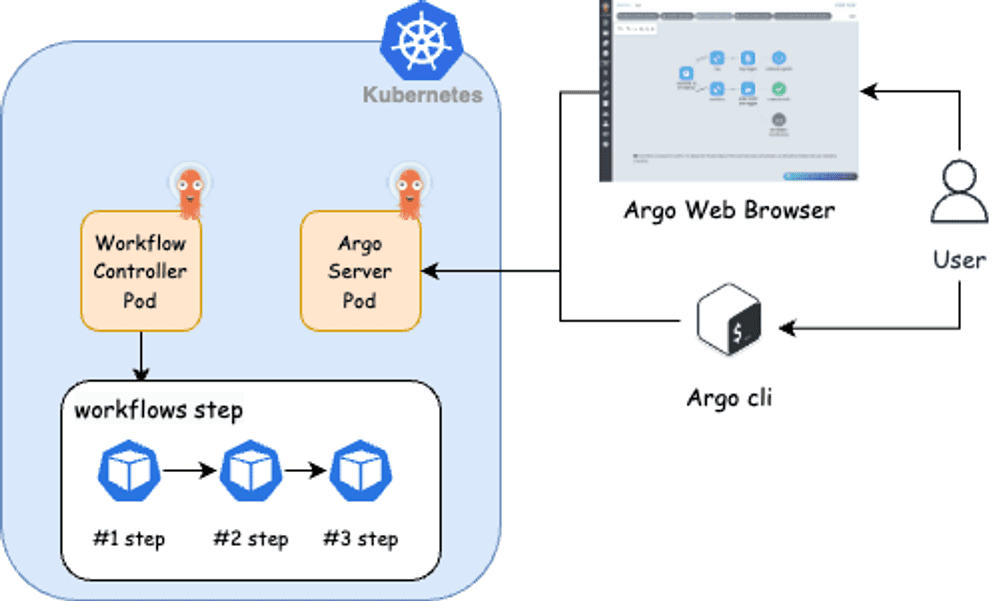 Kubernetes
Workflow
Controller
Pod
Argo
Server
Pod
Argo Web Browser
User
$
Argo cli
workflows step
#1 step
#2 step
#3 step